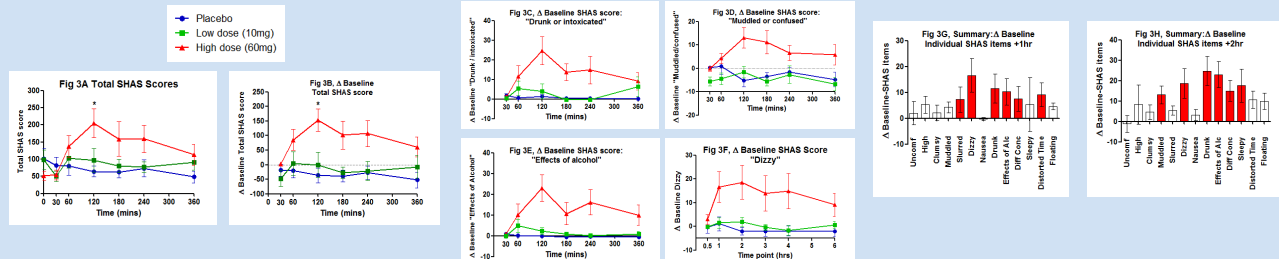 Placebo
Low dose (10mg)
High dose (60mg)
Fig 3A Total SHAS Scores
Total SHAS score
300
250
200
150
100
50
0
*
0 60 120 180 240 300 360
Time (mins)
Fig 3B, Δ Baseline
Total SHAS score
Δ Baseline Total SHAS score
250
200
150
100
50
0
-50
-100
*
30 60 120 180 240 360
Time (mins)
Fig 3C, Δ Baseline SHAS score:
"Drunk or intoxicated"
Δ Baseline "Drunk / intoxicated"
40
30
20
10
0
-10
30 60 120 180 240 360
Time (mins)
Fig 3D, Δ Baseline SHAS score:
"Muddled or confused"
Δ Baseline "Muddled/confused"
20
10
0
-10
-20
30 60 120 180 240 360
Time (mins)
Fig 3E, Δ Baseline SHAS score:
"Effects of alcohol"
Δ Baseline "Effects of Alcohol"
40
30
20
10
0
-10
30 60 120 180 240 360
Time (mins)
Fig 3F, Δ Baseline SHAS Score
"Dizzy"
Δ Baseline Dizzy
30
20
10
0
-10
0.5 1 2 3 4 6
Time point (hrs)
Fig 3G, Summary:Δ Baseline
Individual SHAS items +1hr
Δ Baseline-SHAS items
30
20
10
0
-10
Unconf
High
Clumsy
Muddled
Slurred
Dizzy
Nausea
Drunk
Effects of Alc
Diff Conc
Sleepy
Distorted Time
Floating
Fig 3H, Summary:Δ Baseline
Individual SHAS items +2hr
Δ Baseline-SHAS items
40
30
20
10
0
-10
Unconf
High
Clumsy
Muddled
Slurred
Dizzy
Nausea
Drunk
Effects of Alc
Diff Conc
Sleepy
Distorted Time
Floating